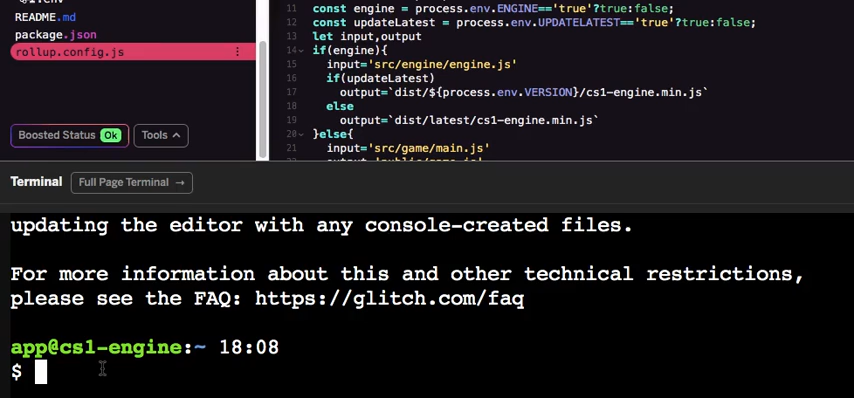 README.md
package.json
rollup.config.js
Boosted Status Ok
Tools
11 const engine = process.env.ENGINE=='true'?true:false;
12 const updateLatest = process.env.UPDATELATEST=='true'?true:false;
13 let input,output
14 if(engine){
15 input='src/engine/engine.js'
16 if(updateLatest)
17 output=`dist/${process.env.VERSION}/cs1-engine.min.js`
18 else
19 output=`dist/latest/cs1-engine.min.js`
20 }else{
21 input='src/game/main.js'
Terminal
Full Page Terminal →
updating the editor with any console-created files.
For more information about this and other technical restrictions,
please see the FAQ: https://glitch.com/faq
app@cs1-engine:~ 18:08
$